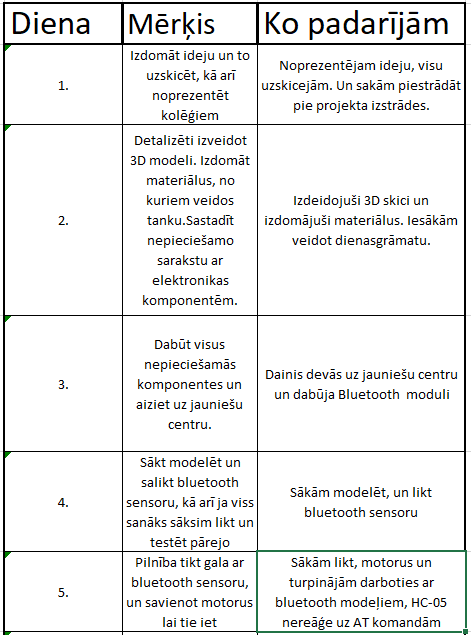 Diena
Mērķis
Ko padarījām
1.
Izdomāt ideju un to
uzskicēt, kā arī
noprezentēt
kolēģiem
Noprezentējam ideju, visu
uzskicejām. Un sakām piestrādāt
pie projekta izstrādes.
2.
Detalizēti izveidot
3D modeli. Izdomāt
materiālus, no
kuriem veidos
tanku.Sastadīt
nepieciešamo
sarakstu ar
elektronikas
komponentēm.
Izdeidojuši 3D skici un
izdomājuši materiālus. Iesākām
veidot dienasgrāmatu.
3.
Dabūt visus
nepieciešamās
komponentes un
aiziet uz jauniešu
centru.
Dainis devās uz jauniešu centru
un dabūja Bluetooth  moduli
4.
Sākt modelēt un
salikt bluetooth
sensoru, kā arī ja viss
sanāks sāksim likt un
testēt pārejo
Sākām modelēt, un likt
bluetooth sensoru
5.
Pilnība tikt gala ar
bluetooth sensoru,
un savienot motorus
lai tie iet
Sākām likt, motorus un
turpinājām darboties ar
bluetooth modeļiem, HC-05
nereāģe uz AT komandām